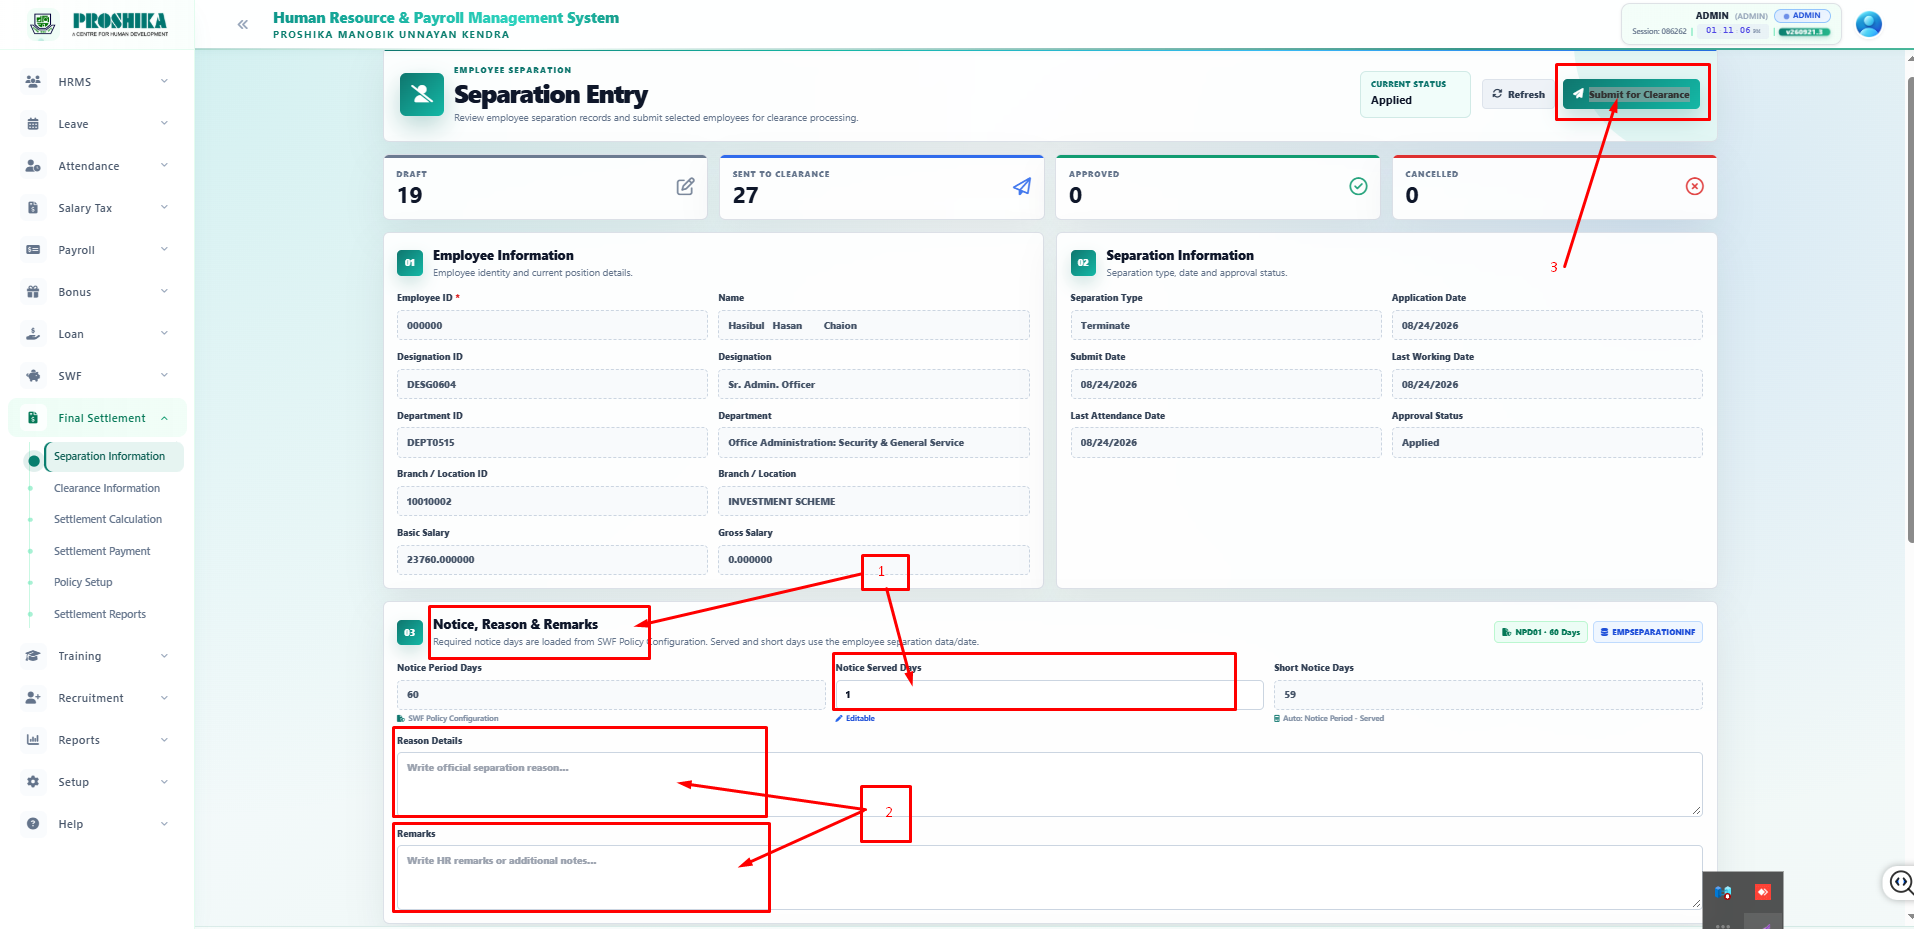 PROSHIKA
A CENTRE FOR HUMAN DEVELOPMENT
Human Resource & Payroll Management System
PROSHIKA MANOBIK UNNAYAN KENDRA
ADMIN (ADMIN) ADMIN
Session: 086262 | 01 11 06 | v260921.3
HRMS
Leave
Attendance
Salary Tax
Payroll
Bonus
Loan
SWF
Final Settlement
Separation Information
Clearance Information
Settlement Calculation
Settlement Payment
Policy Setup
Settlement Reports
Training
Recruitment
Reports
Setup
Help
EMPLOYEE SEPARATION
Separation Entry
Review employee separation records and submit selected employees for clearance processing.
CURRENT STATUS
Applied
Refresh
Submit for Clearance
3
DRAFT
19
SENT TO CLEARANCE
27
APPROVED
0
CANCELLED
0
01
Employee Information
Employee identity and current position details.
Employee ID *
000000
Name
Hasibul Hasan Chaion
Designation ID
DESG0604
Designation
Sr. Admin. Officer
Department ID
DEPT0515
Department
Office Administration: Security & General Service
Branch / Location ID
10010002
Branch / Location
INVESTMENT SCHEME
Basic Salary
23760.000000
Gross Salary
0.000000
02
Separation Information
Separation type, date and approval status.
Separation Type
Terminate
Application Date
08/24/2026
Submit Date
08/24/2026
Last Working Date
08/24/2026
Last Attendance Date
08/24/2026
Approval Status
Applied
1
03
Notice, Reason & Remarks
Required notice days are loaded from SWF Policy Configuration. Served and short days use the employee separation data/date.
NPD01 · 60 Days
EMPSEPARATIONINF
Notice Period Days
60
SWF Policy Configuration
Notice Served Days
1
Editable
Short Notice Days
59
Auto: Notice Period - Served
Reason Details
Write official separation reason...
2
Remarks
Write HR remarks or additional notes...